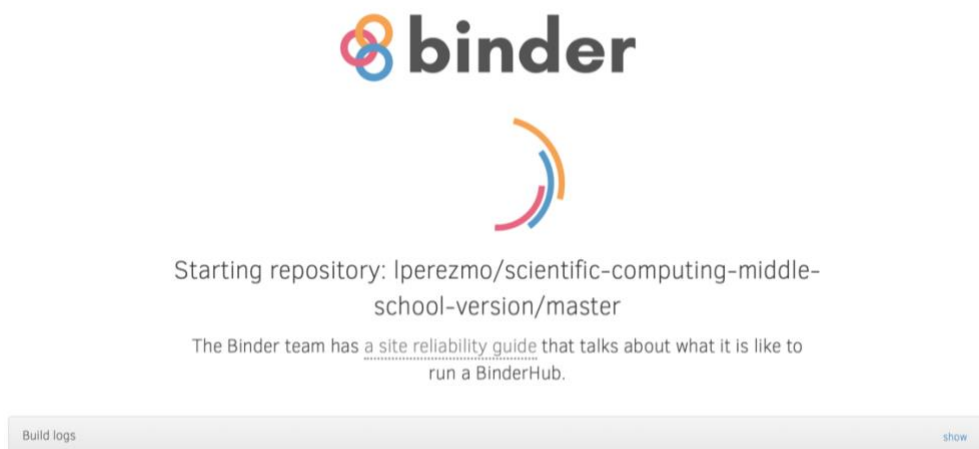 binder
Starting repository: lperezmo/scientific-computing-middle-
school-version/master
The Binder team has a site reliability guide that talks about what it is like to
run a BinderHub.
Build logs
show